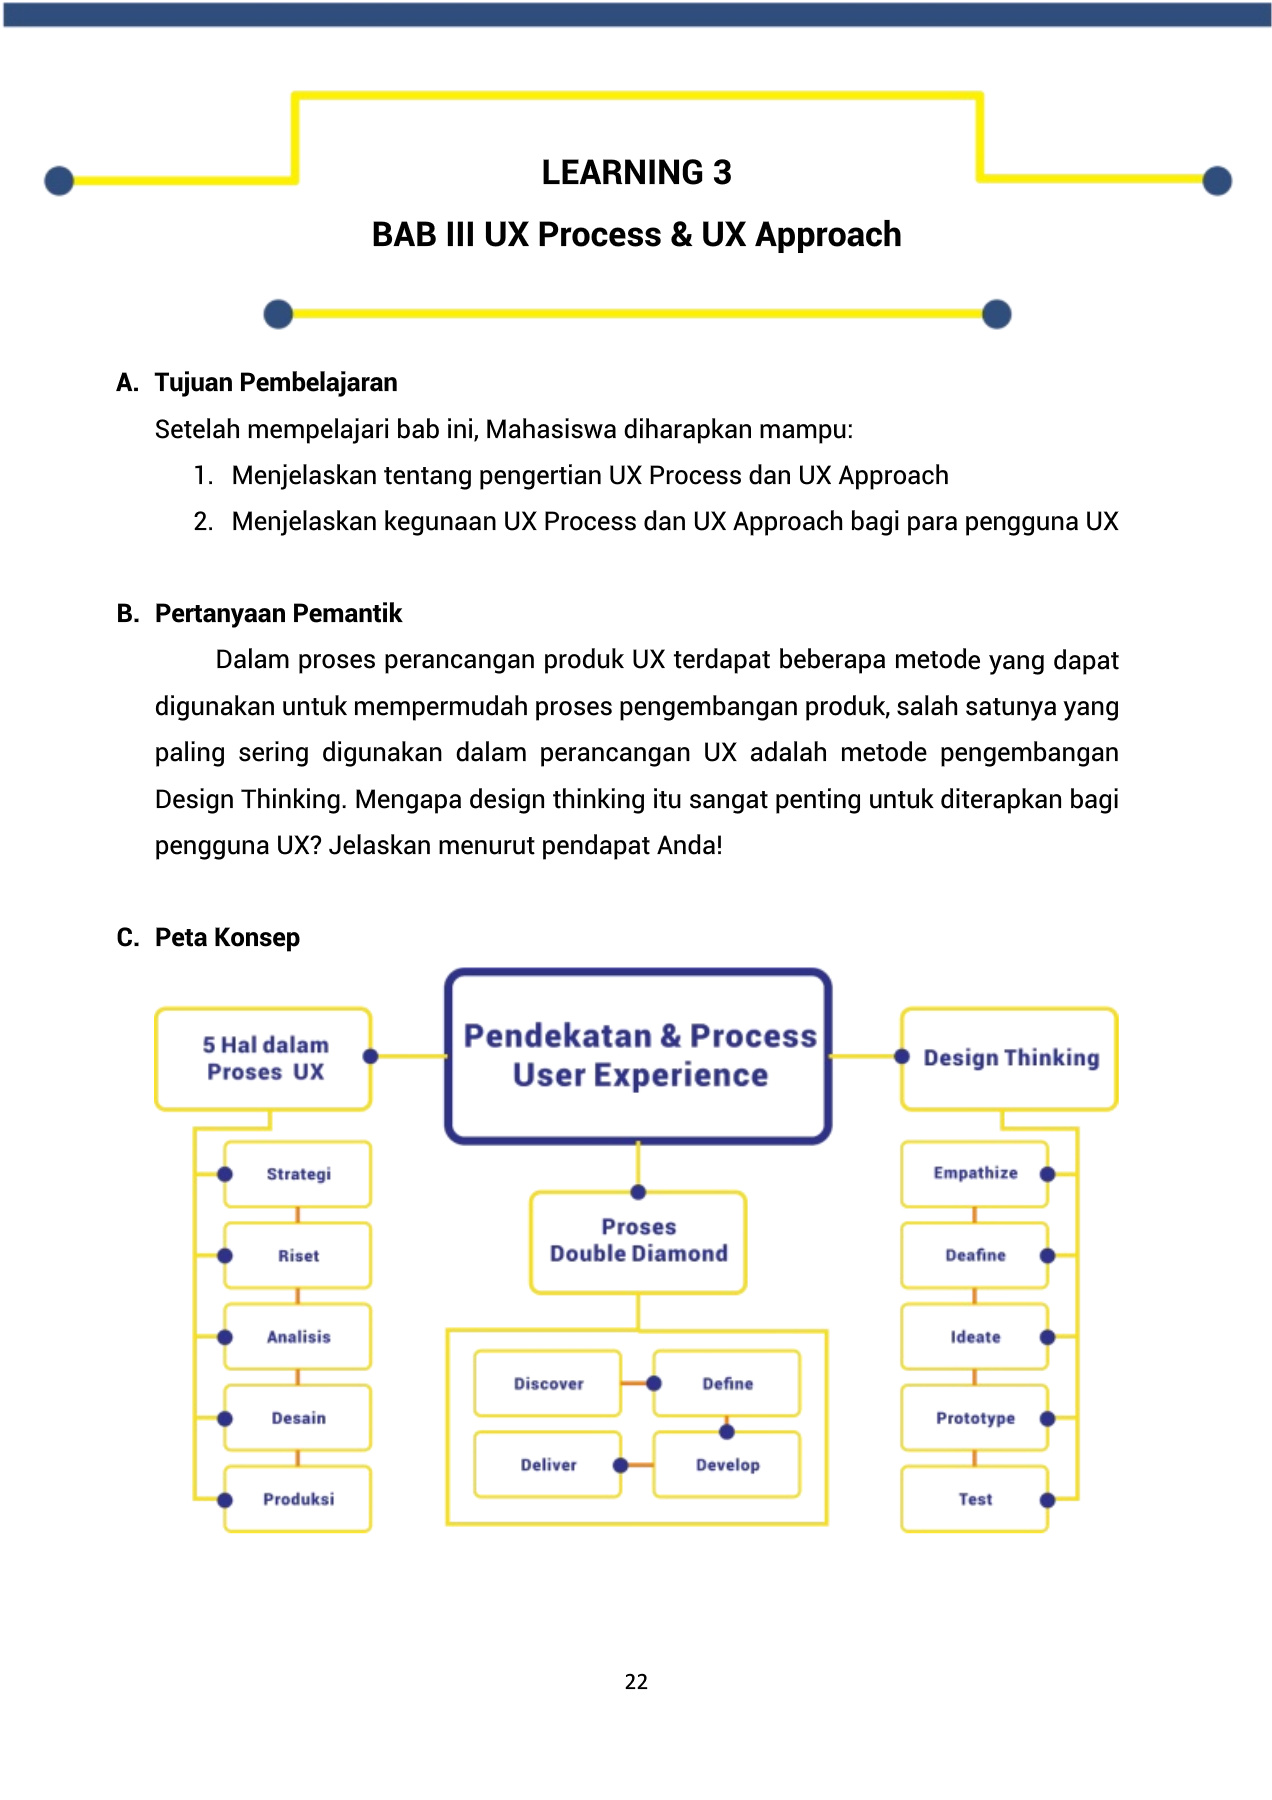 LEARNING 3
BAB III UX Process & UX Approach
A. Tujuan Pembelajaran
Setelah mempelajari bab ini, Mahasiswa diharapkan mampu:
1. Menjelaskan tentang pengertian UX Process dan UX Approach
2. Menjelaskan kegunaan UX Process dan UX Approach bagi para pengguna UX
B. Pertanyaan Pemantik
Dalam proses perancangan produk UX terdapat beberapa metode yang dapat
digunakan untuk mempermudah proses pengembangan produk, salah satunya yang
paling sering digunakan dalam perancangan UX adalah metode pengembangan
Design Thinking. Mengapa design thinking itu sangat penting untuk diterapkan bagi
pengguna UX? Jelaskan menurut pendapat Anda!
C. Peta Konsep
Pendekatan & Process
User Experience
5 Hal dalam
Proses UX
Strategi
Riset
Analisis
Desain
Produksi
Proses
Double Diamond
Discover
Define
Deliver
Develop
Design Thinking
Empathize
Deafine
Ideate
Prototype
Test
22